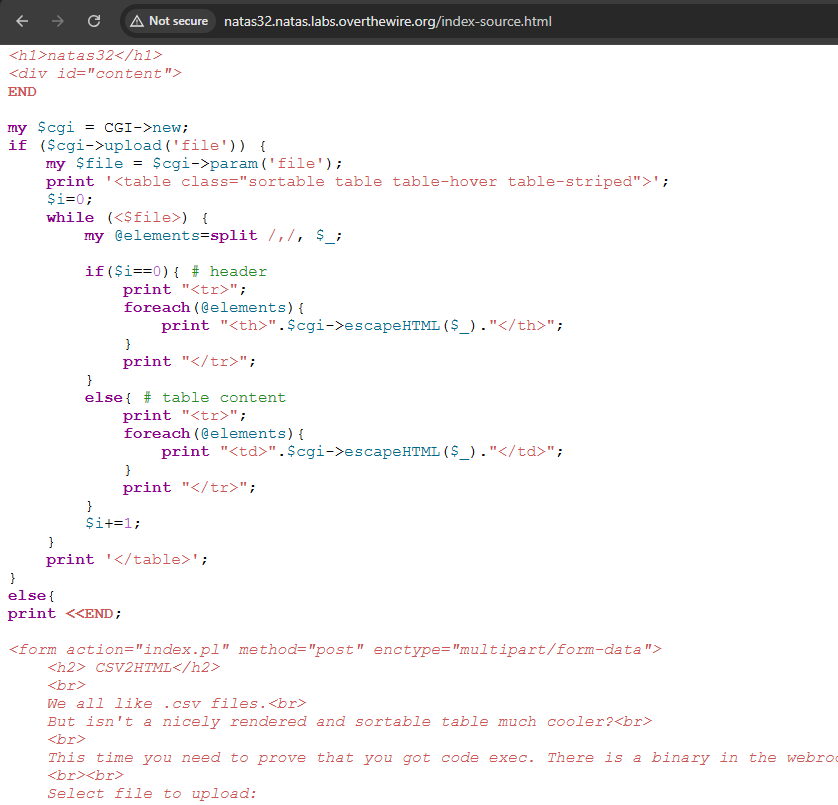 Not secure natas32.natas.labs.overthewire.org/index-source.html
<h1>natas32</h1>
<div id="content">
END
my $cgi = CGI->new;
if ($cgi->upload('file')) {
my $file = $cgi->param('file');
print '<table class="sortable table table-hover table-striped">';
$i=0;
while (<$file>) {
my @elements=split /,/, $_;
if($i==0){ # header
print "<tr>";
foreach(@elements){
print "<th>".$cgi->escapeHTML($_)."</th>";
}
print "</tr>";
}
else{ # table content
print "<tr>";
foreach(@elements){
print "<td>".$cgi->escapeHTML($_)."</td>";
}
print "</tr>";
}
$i+=1;
}
print '</table>';
}
else{
print <<END;
<form action="index.pl" method="post" enctype="multipart/form-data">
<h2> CSV2HTML</h2>
<br>
We all like .csv files.<br>
But isn't a nicely rendered and sortable table much cooler?<br>
<br>
This time you need to prove that you got code exec. There is a binary in the
<br><br>
Select file to upload: